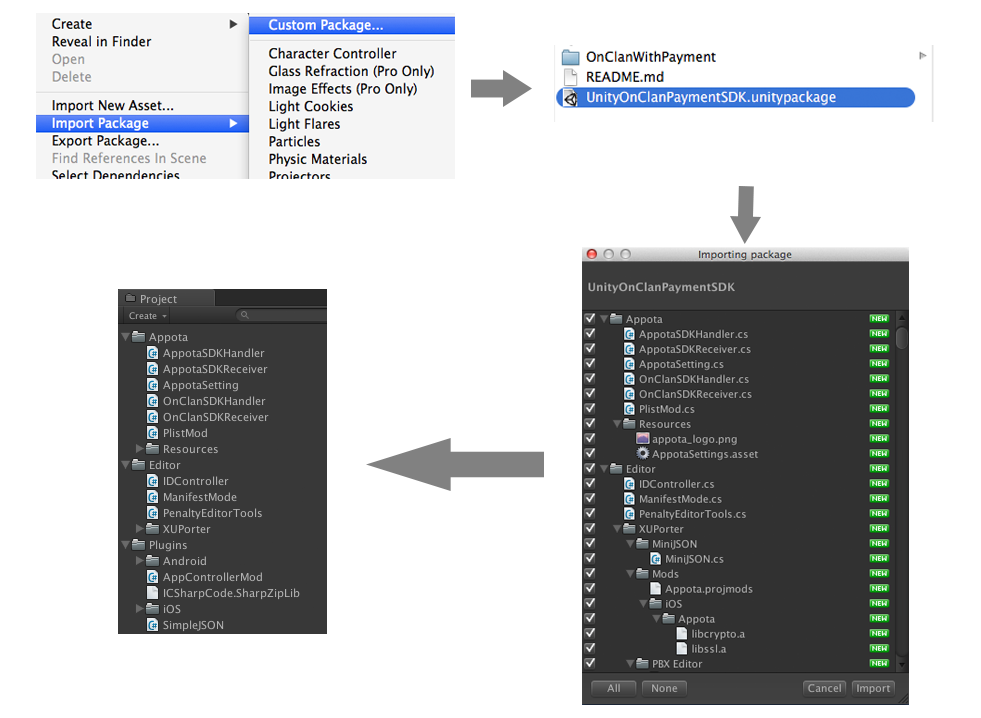 Create
Reveal in Finder
Open
Delete
Import New Asset...
Import Package
Export Package...
Find References In Scene
Select Dependencies
Custom Package...
Character Controller
Glass Refraction (Pro Only)
Image Effects (Pro Only)
Light Cookies
Light Flares
Particles
Physic Materials
Projectors
OnClanWithPayment
README.md
UnityOnClanPaymentSDK.unitypackage
Importing package
UnityOnClanPaymentSDK
Appota NEW
AppotaSDKHandler.cs NEW
AppotaSDKReceiver.cs NEW
AppotaSetting.cs NEW
OnClanSDKHandler.cs NEW
OnClanSDKReceiver.cs NEW
PlistMod.cs NEW
Resources NEW
appota_logo.png NEW
AppotaSettings.asset NEW
Editor NEW
IDController.cs NEW
ManifestMode.cs NEW
PenaltyEditorTools.cs NEW
XUPorter NEW
MiniJSON NEW
MiniJSON.cs NEW
Mods NEW
Appota.projmods NEW
iOS NEW
Appota NEW
libcrypto.a NEW
libssl.a NEW
PBX Editor NEW
All None Cancel Import
Project
Create
Appota
AppotaSDKHandler
AppotaSDKReceiver
AppotaSetting
OnClanSDKHandler
OnClanSDKReceiver
PlistMod
Resources
Editor
IDController
ManifestMode
PenaltyEditorTools
XUPorter
Plugins
Android
AppControllerMod
ICSharpCode.SharpZipLib
iOS
SimpleJSON